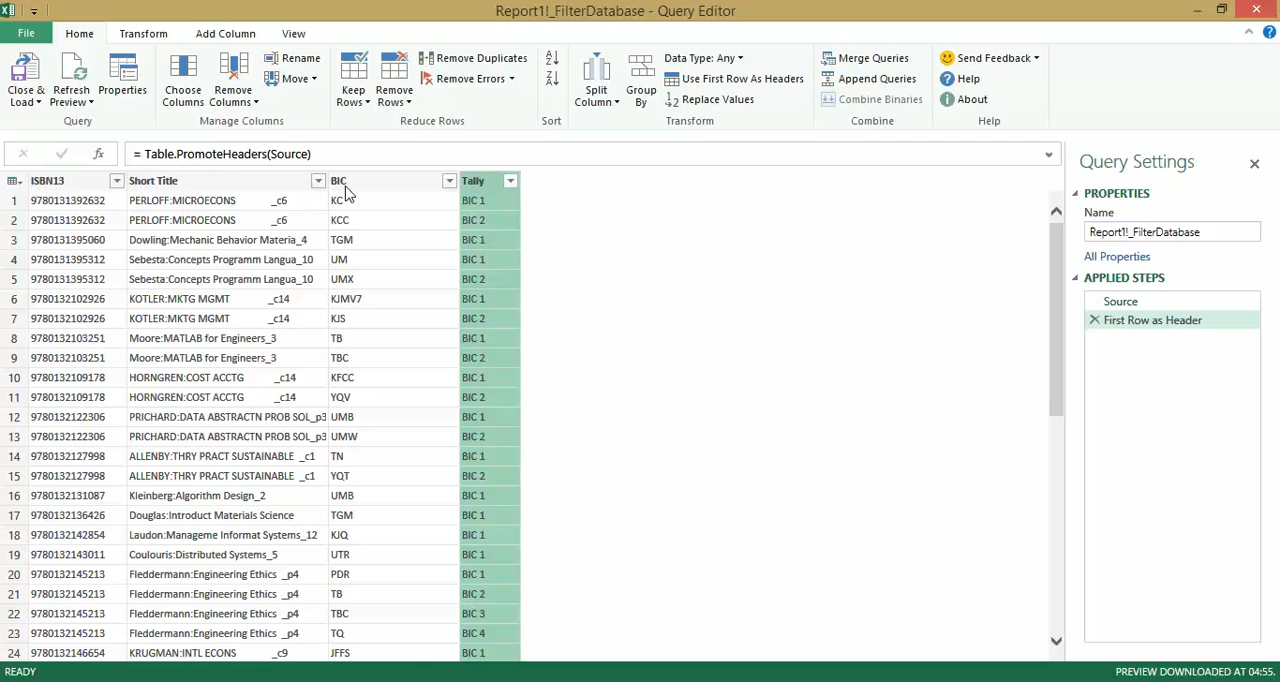 Report1!_FilterDatabase - Query Editor
File Home Transform Add Column View
Close & Load
Refresh Preview
Properties
Query
Choose Columns
Remove Columns
Rename
Move
Manage Columns
Keep Rows
Remove Rows
Remove Duplicates
Remove Errors
Reduce Rows
Sort
Split Column
Group By
Data Type: Any
Use First Row As Headers
Replace Values
Transform
Merge Queries
Append Queries
Combine Binaries
Combine
Send Feedback
Help
About
Help
fx = Table.PromoteHeaders(Source)
ISBN13 Short Title BIC Tally
1 9780131392632 PERLOFF:MICROECONS _c6 KC BIC 1
2 9780131392632 PERLOFF:MICROECONS _c6 KCC BIC 2
3 9780131395060 Dowling:Mechanic Behavior Materia_4 TGM BIC 1
4 9780131395312 Sebesta:Concepts Programm Langua_10 UM BIC 1
5 9780131395312 Sebesta:Concepts Programm Langua_10 UMX BIC 2
6 9780132102926 KOTLER:MKTG MGMT _c14 KJMV7 BIC 1
7 9780132102926 KOTLER:MKTG MGMT _c14 KJS BIC 2
8 9780132103251 Moore:MATLAB for Engineers_3 TB BIC 1
9 9780132103251 Moore:MATLAB for Engineers_3 TBC BIC 2
10 9780132109178 HORNGREN:COST ACCTG _c14 KFCC BIC 1
11 9780132109178 HORNGREN:COST ACCTG _c14 YQV BIC 2
12 9780132122306 PRICHARD:DATA ABSTRACTN PROB SOL_p3 UMB BIC 1
13 9780132122306 PRICHARD:DATA ABSTRACTN PROB SOL_p3 UMW BIC 2
14 9780132127998 ALLENBY:THRY PRACT SUSTAINABLE _c1 TN BIC 1
15 9780132127998 ALLENBY:THRY PRACT SUSTAINABLE _c1 YQT BIC 2
16 9780132131087 Kleinberg:Algorithm Design_2 UMB BIC 1
17 9780132136426 Douglas:Introduct Materials Science TGM BIC 1
18 9780132142854 Laudon:Manageme Informat Systems_12 KJQ BIC 1
19 9780132143011 Coulouris:Distributed Systems_5 UTR BIC 1
20 9780132145213 Fleddermann:Engineering Ethics _p4 PDR BIC 1
21 9780132145213 Fleddermann:Engineering Ethics _p4 TB BIC 2
22 9780132145213 Fleddermann:Engineering Ethics _p4 TBC BIC 3
23 9780132145213 Fleddermann:Engineering Ethics _p4 TQ BIC 4
24 9780132146654 KRUGMAN:INTL ECONS _c9 JFFS BIC 1
Query Settings
PROPERTIES
Name
Report1!_FilterDatabase
All Properties
APPLIED STEPS
Source
First Row as Header
READY
PREVIEW DOWNLOADED AT 04:55.